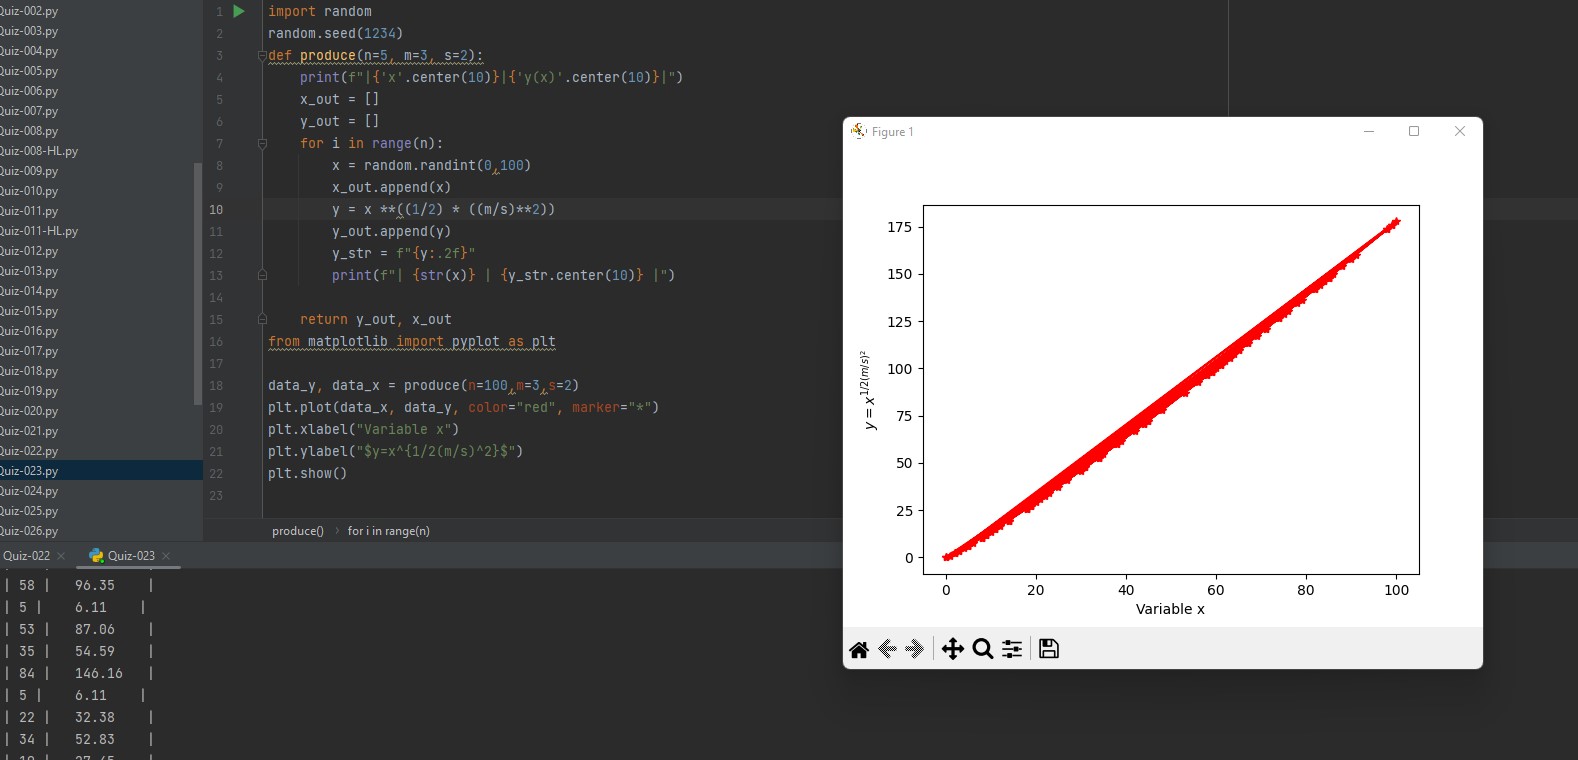 Quiz-002.py
Quiz-003.py
Quiz-004.py
Quiz-005.py
Quiz-006.py
Quiz-007.py
Quiz-008.py
Quiz-008-HL.py
Quiz-009.py
Quiz-010.py
Quiz-011.py
Quiz-011-HL.py
Quiz-012.py
Quiz-013.py
Quiz-014.py
Quiz-015.py
Quiz-016.py
Quiz-017.py
Quiz-018.py
Quiz-019.py
Quiz-020.py
Quiz-021.py
Quiz-022.py
Quiz-023.py
Quiz-024.py
Quiz-025.py
Quiz-026.py
1 import random
2 random.seed(1234)
3 def produce(n=5, m=3, s=2):
4     print(f"|{'x'.center(10)}|{'y(x)'.center(10)}|")
5     x_out = []
6     y_out = []
7     for i in range(n):
8         x = random.randint(0,100)
9         x_out.append(x)
10         y = x **((1/2) * ((m/s)**2))
11         y_out.append(y)
12         y_str = f"{y:.2f}"
13         print(f"| {str(x)} | {y_str.center(10)} |")
14
15     return y_out, x_out
16 from matplotlib import pyplot as plt
17
18 data_y, data_x = produce(n=100,m=3,s=2)
19 plt.plot(data_x, data_y, color="red", marker="*")
20 plt.xlabel("Variable x")
21 plt.ylabel("$y=x^{1/2(m/s)^2}$")
22 plt.show()
23
produce() › for i in range(n)
Figure 1
175
150
125
100
75
50
25
0
y = x^{1/2(m/s)²}
0 20 40 60 80 100
Variable x
Quiz-022 × Quiz-023 ×
| 58 |   96.35    |
| 5 |    6.11    |
| 53 |   87.06    |
| 35 |   54.59    |
| 84 |   146.16   |
| 5 |    6.11    |
| 22 |   32.38    |
| 34 |   52.83    |